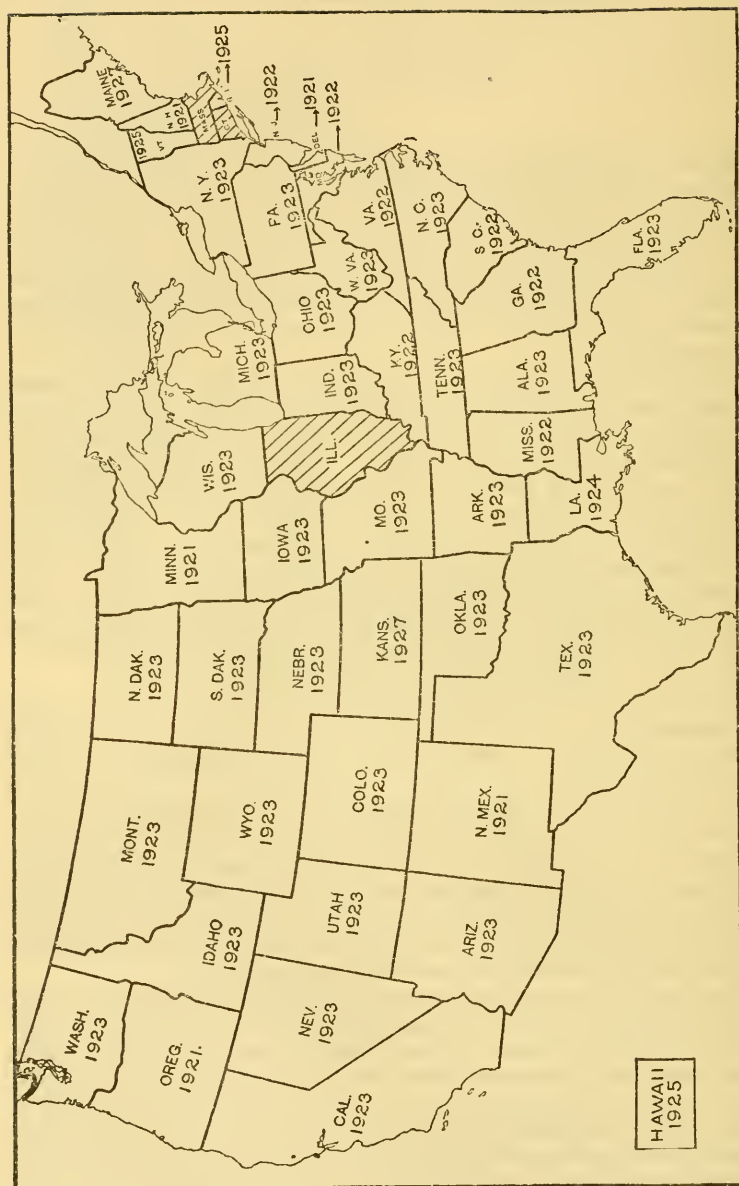 WASH.
1923
OREG.
1921.
CAL.
1923
NEV.
1923
IDAHO
1923
MONT.
1923
WYO.
1923
UTAH
1923
ARIZ.
1923
COLO.
1923
N. MEX.
1921
N. DAK.
1923
S. DAK.
1923
NEBR.
1923
KANS.
1927
OKLA.
1923
TEX.
1923
MINN.
1921
IOWA
1923
MO.
1923
ARK.
1923
LA.
1924
WIS.
1923
ILL.
MICH.
1923
IND.
1923
OHIO
1923
KY.
1922
TENN.
1923
MISS.
1922
ALA.
1923
GA.
1922
FLA.
1923
S C.
1922
N. C.
1923
VA.
1922
W. VA.
1923
PA.
1923
N. Y.
1923
1925
VT
N H
1921
MAINE
1927
MASS.
CT.
→1925
N J→1922
DEL→1921
MD
→1922
HAWAII
1925